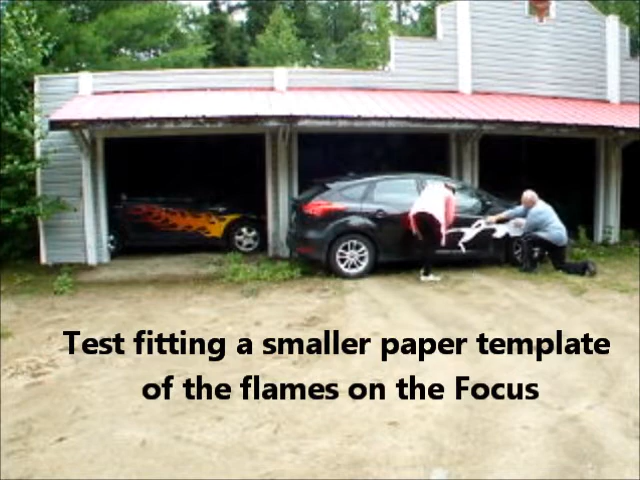 Test fitting a smaller paper template
of the flames on the Focus